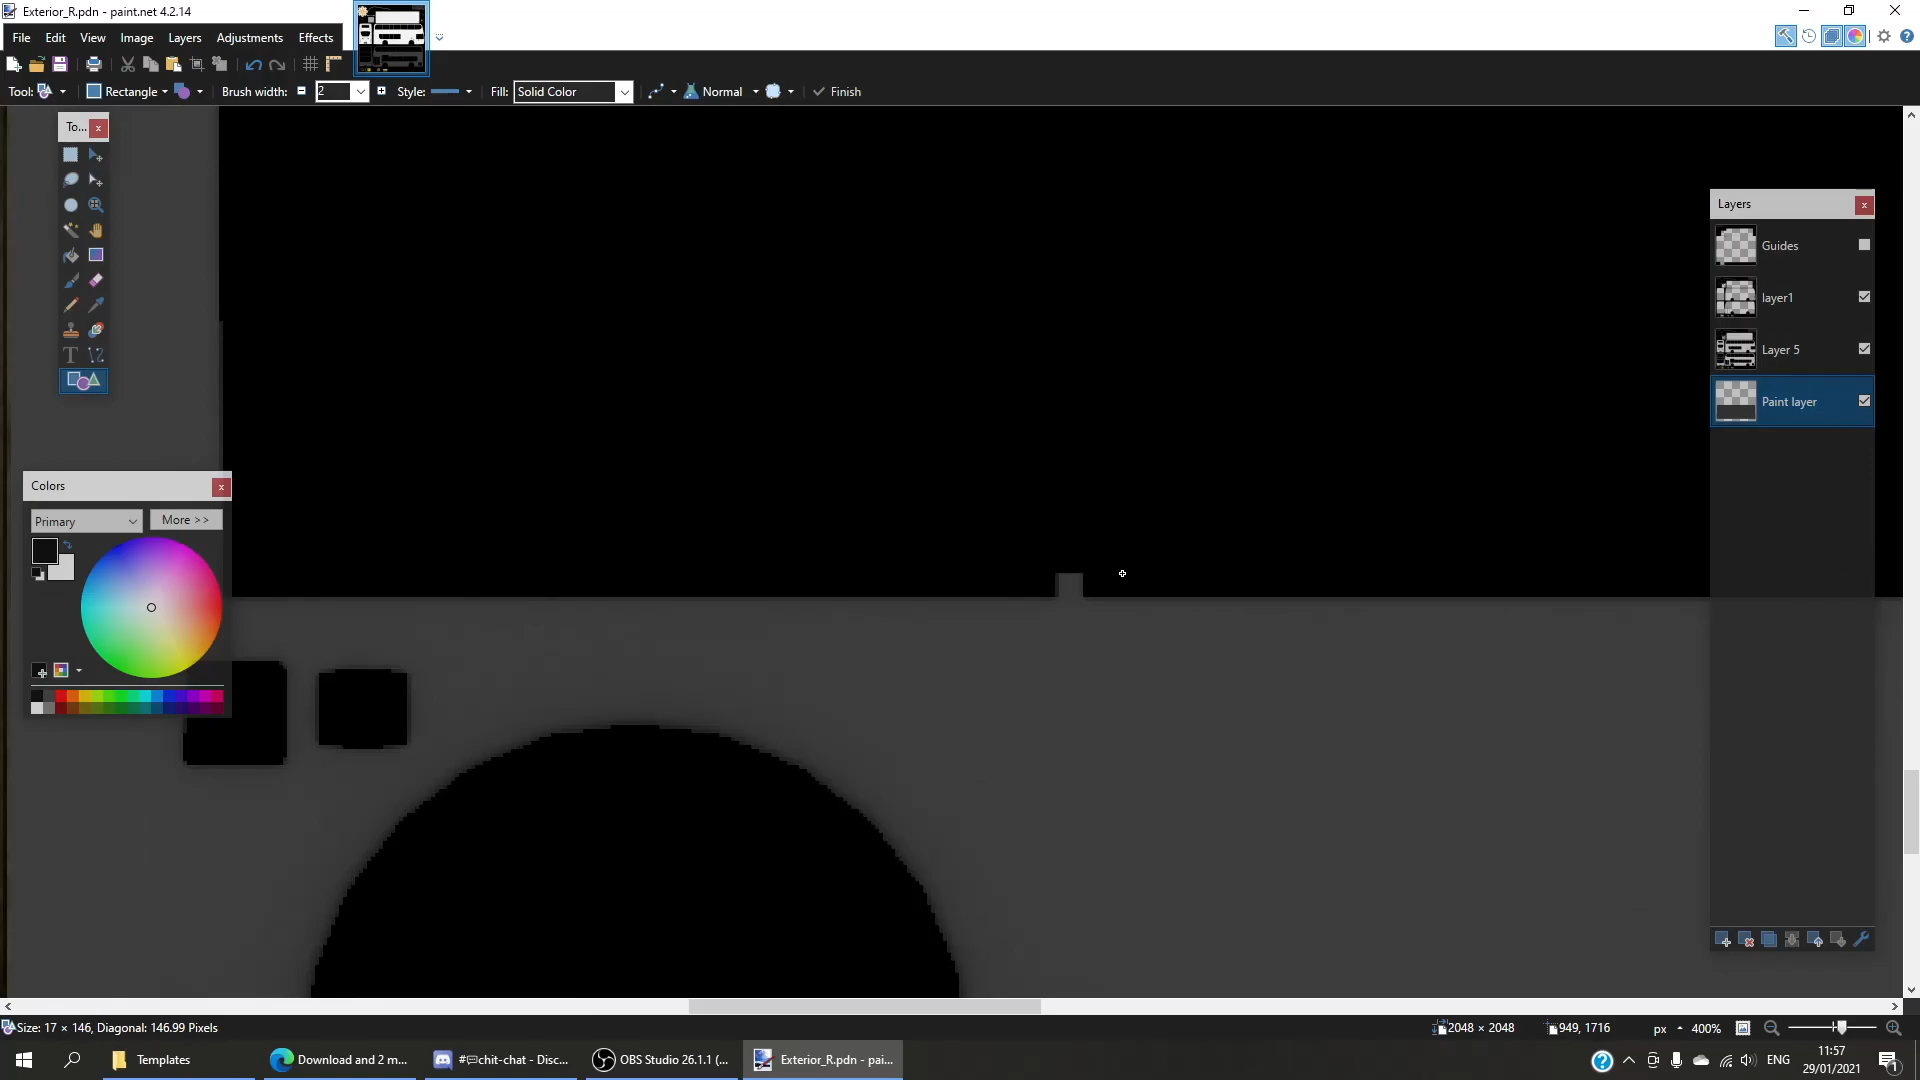 Exterior_R.pdn - paint.net 4.2.14
File Edit View Image Layers Adjustments Effects
Tool: Rectangle Brush width: 2 Style: Fill: Solid Color Normal Finish
To... x
Layers x
Guides
layer1
Layer 5
Paint layer
Colors x
Primary More >>
Size: 17 × 146, Diagonal: 146.99 Pixels 2048 × 2048 949, 1716 px 400%
Templates Download and 2 m... #chit-chat - Disc... OBS Studio 26.1.1 (... Exterior_R.pdn - pai... ENG 11:57
29/01/2021
1